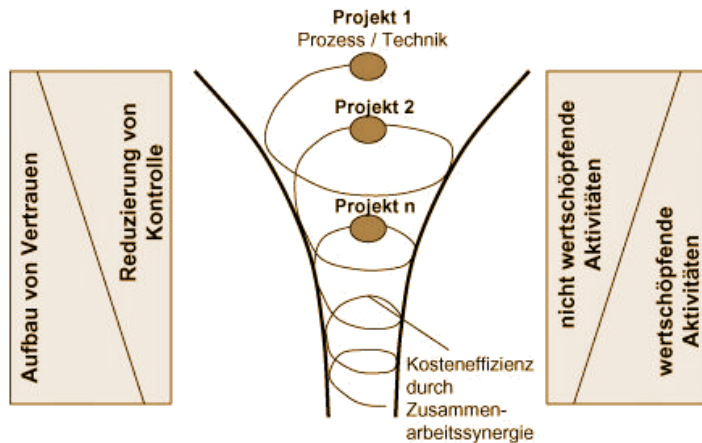 Projekt 1
Prozess / Technik
Projekt 2
Projekt n
Aufbau von Vertrauen
Reduzierung von
Kontrolle
nicht wertschöpfende
Aktivitäten
wertschöpfende
Aktivitäten
Kosteneffizienz
durch
Zusammen-
arbeitssynergie